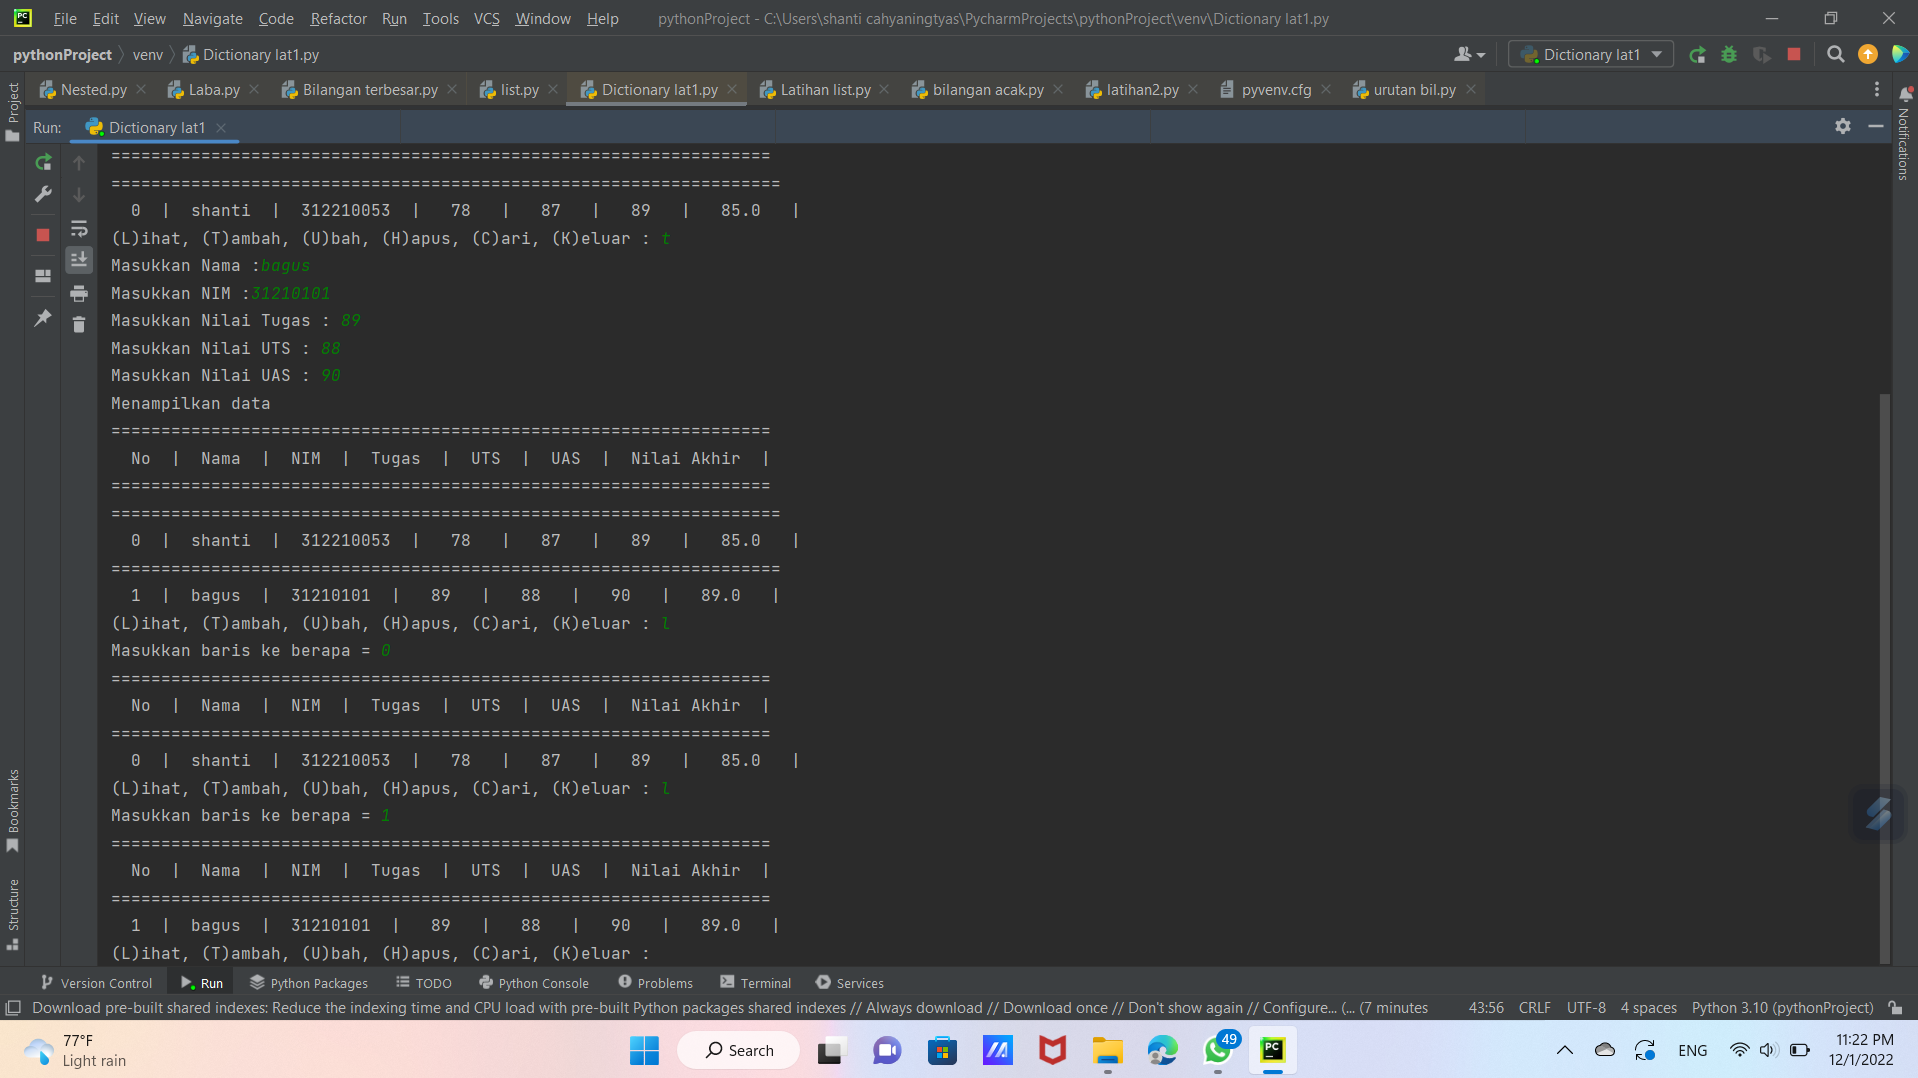 File Edit View Navigate Code Refactor Run Tools VCS Window Help pythonProject - C:\Users\shanti cahyaningtyas\PycharmProjects\pythonProject\venv\Dictionary lat1.py
pythonProject venv Dictionary lat1.py Dictionary lat1
Nested.py Laba.py Bilangan terbesar.py list.py Dictionary lat1.py Latihan list.py bilangan acak.py latihan2.py pyvenv.cfg urutan bil.py
Project
Notifications
Run: Dictionary lat1
==================================================================
===================================================================
0 | shanti | 312210053 | 78 | 87 | 89 | 85.0 |
(L)ihat, (T)ambah, (U)bah, (H)apus, (C)ari, (K)eluar : t
Masukkan Nama :bagus
Masukkan NIM :31210101
Masukkan Nilai Tugas : 89
Masukkan Nilai UTS : 88
Masukkan Nilai UAS : 90
Menampilkan data
==================================================================
No | Nama | NIM | Tugas | UTS | UAS | Nilai Akhir |
==================================================================
===================================================================
0 | shanti | 312210053 | 78 | 87 | 89 | 85.0 |
===================================================================
1 | bagus | 31210101 | 89 | 88 | 90 | 89.0 |
(L)ihat, (T)ambah, (U)bah, (H)apus, (C)ari, (K)eluar : l
Masukkan baris ke berapa = 0
==================================================================
No | Nama | NIM | Tugas | UTS | UAS | Nilai Akhir |
==================================================================
0 | shanti | 312210053 | 78 | 87 | 89 | 85.0 |
(L)ihat, (T)ambah, (U)bah, (H)apus, (C)ari, (K)eluar : l
Masukkan baris ke berapa = 1
==================================================================
No | Nama | NIM | Tugas | UTS | UAS | Nilai Akhir |
==================================================================
1 | bagus | 31210101 | 89 | 88 | 90 | 89.0 |
(L)ihat, (T)ambah, (U)bah, (H)apus, (C)ari, (K)eluar :
Bookmarks
Structure
Version Control Run Python Packages TODO Python Console Problems Terminal Services
Download pre-built shared indexes: Reduce the indexing time and CPU load with pre-built Python packages shared indexes // Always download // Download once // Don't show again // Configure... (... (7 minutes 43:56 CRLF UTF-8 4 spaces Python 3.10 (pythonProject)
77°F
Light rain
Search
49
PC
ENG
11:22 PM
12/1/2022